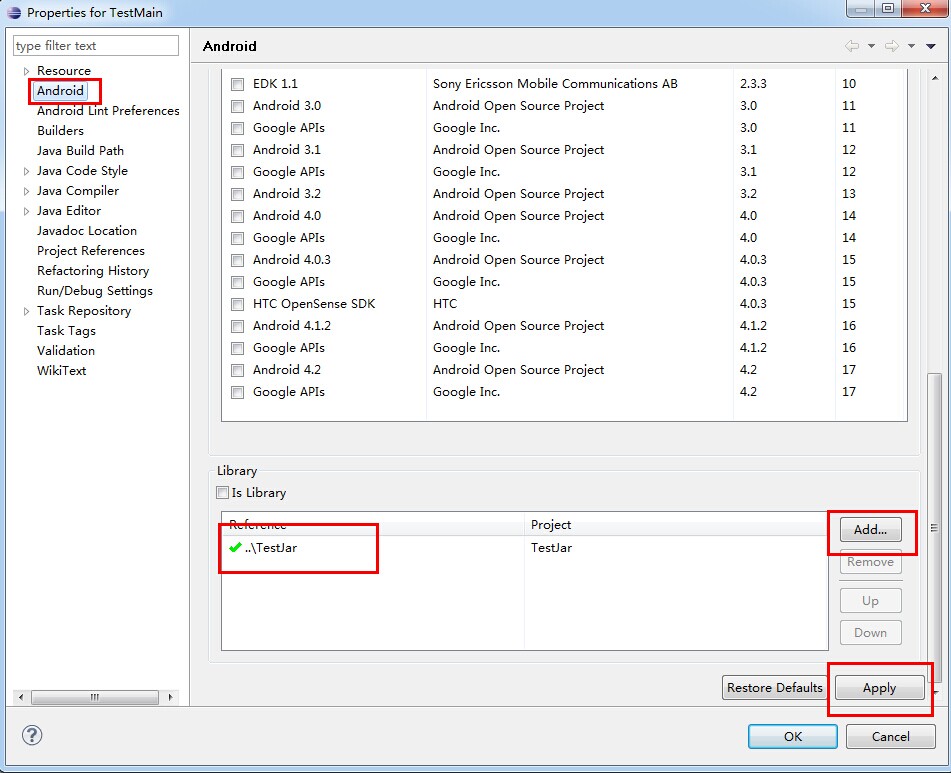 Properties for TestMain
type filter text
Resource
Android
Android Lint Preferences
Builders
Java Build Path
Java Code Style
Java Compiler
Java Editor
Javadoc Location
Project References
Refactoring History
Run/Debug Settings
Task Repository
Task Tags
Validation
WikiText
Android
EDK 1.1 Sony Ericsson Mobile Communications AB 2.3.3 10
Android 3.0 Android Open Source Project 3.0 11
Google APIs Google Inc. 3.0 11
Android 3.1 Android Open Source Project 3.1 12
Google APIs Google Inc. 3.1 12
Android 3.2 Android Open Source Project 3.2 13
Android 4.0 Android Open Source Project 4.0 14
Google APIs Google Inc. 4.0 14
Android 4.0.3 Android Open Source Project 4.0.3 15
Google APIs Google Inc. 4.0.3 15
HTC OpenSense SDK HTC 4.0.3 15
Android 4.1.2 Android Open Source Project 4.1.2 16
Google APIs Google Inc. 4.1.2 16
Android 4.2 Android Open Source Project 4.2 17
Google APIs Google Inc. 4.2 17
Library
Is Library
Reference Project
..\TestJar TestJar
Add...
Remove
Up
Down
Restore Defaults Apply
OK Cancel